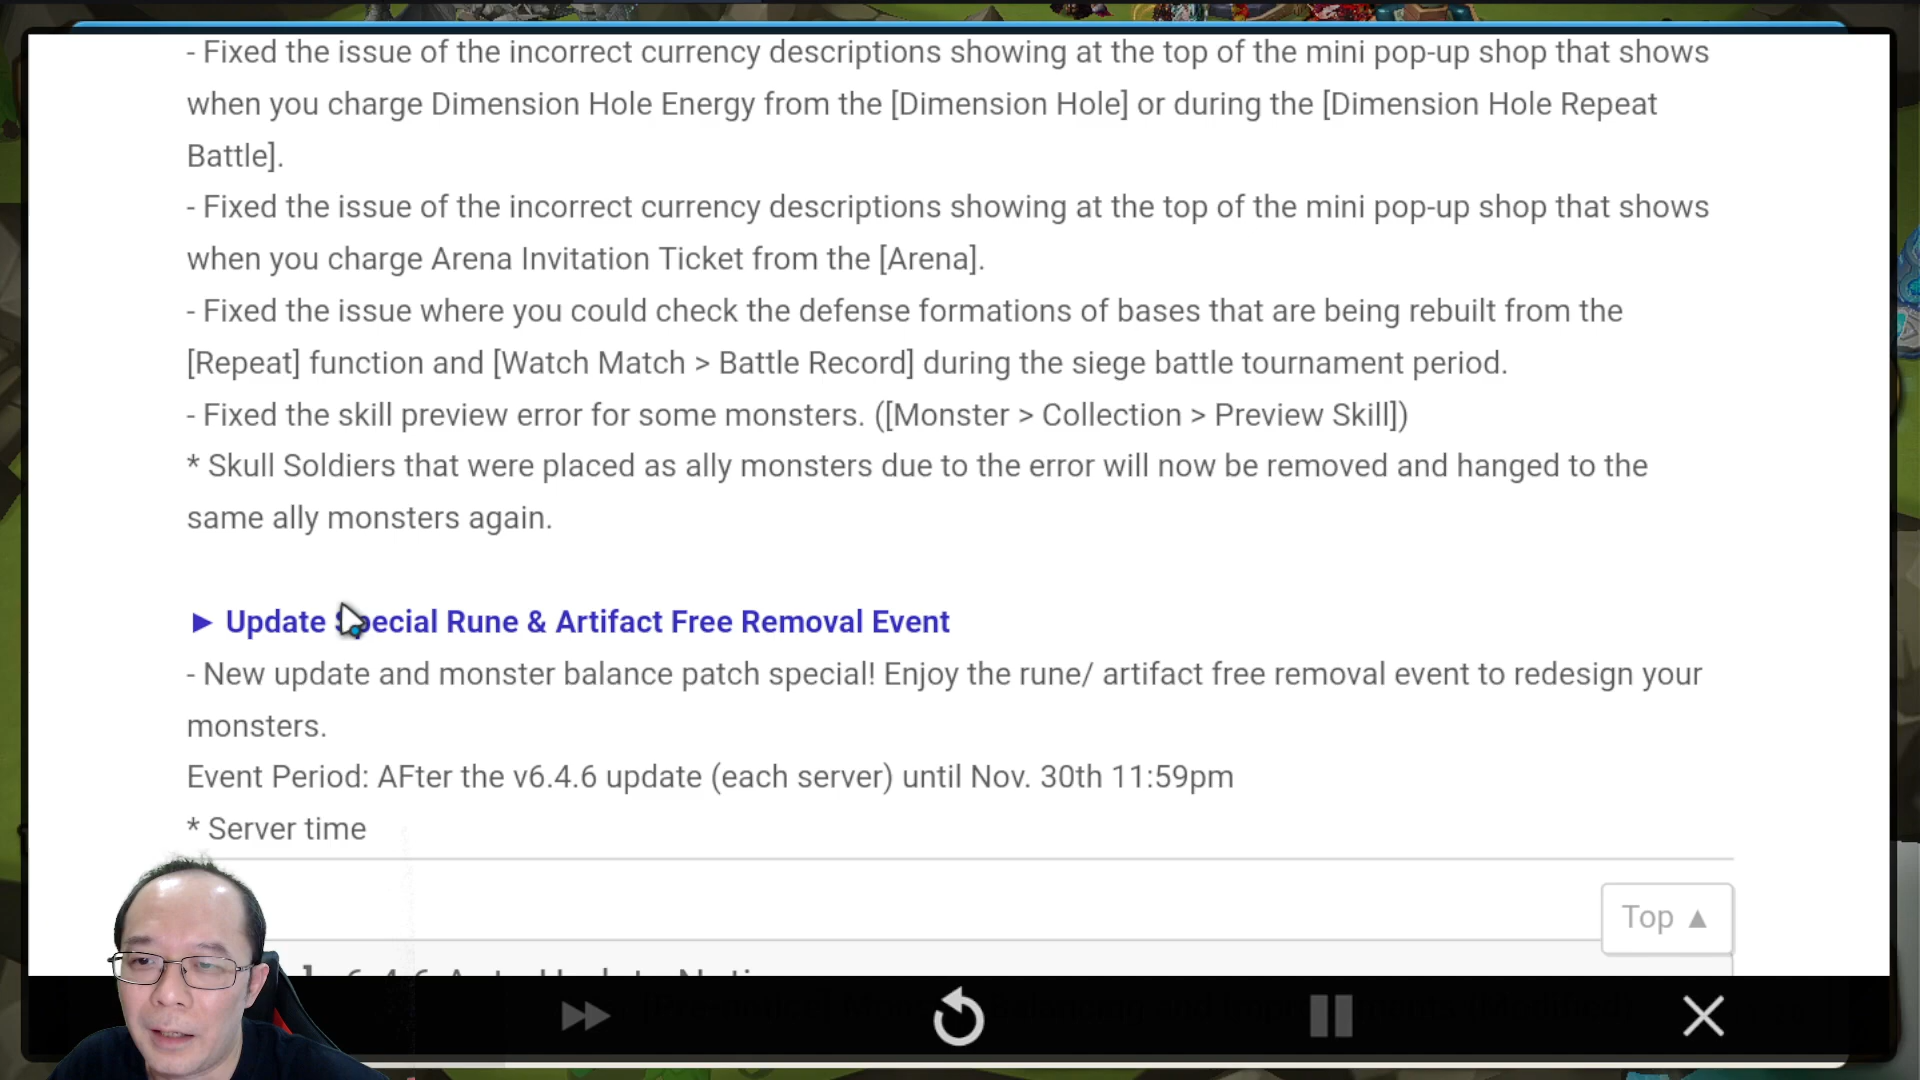 - Fixed the issue of the incorrect currency descriptions showing at the top of the mini pop-up shop that shows
when you charge Dimension Hole Energy from the [Dimension Hole] or during the [Dimension Hole Repeat
Battle].
- Fixed the issue of the incorrect currency descriptions showing at the top of the mini pop-up shop that shows
when you charge Arena Invitation Ticket from the [Arena].
- Fixed the issue where you could check the defense formations of bases that are being rebuilt from the
[Repeat] function and [Watch Match > Battle Record] during the siege battle tournament period.
- Fixed the skill preview error for some monsters. ([Monster > Collection > Preview Skill])
* Skull Soldiers that were placed as ally monsters due to the error will now be removed and hanged to the
same ally monsters again.
► Update Special Rune & Artifact Free Removal Event
- New update and monster balance patch special! Enjoy the rune/ artifact free removal event to redesign your
monsters.
Event Period: AFter the v6.4.6 update (each server) until Nov. 30th 11:59pm
* Server time
Top ▲